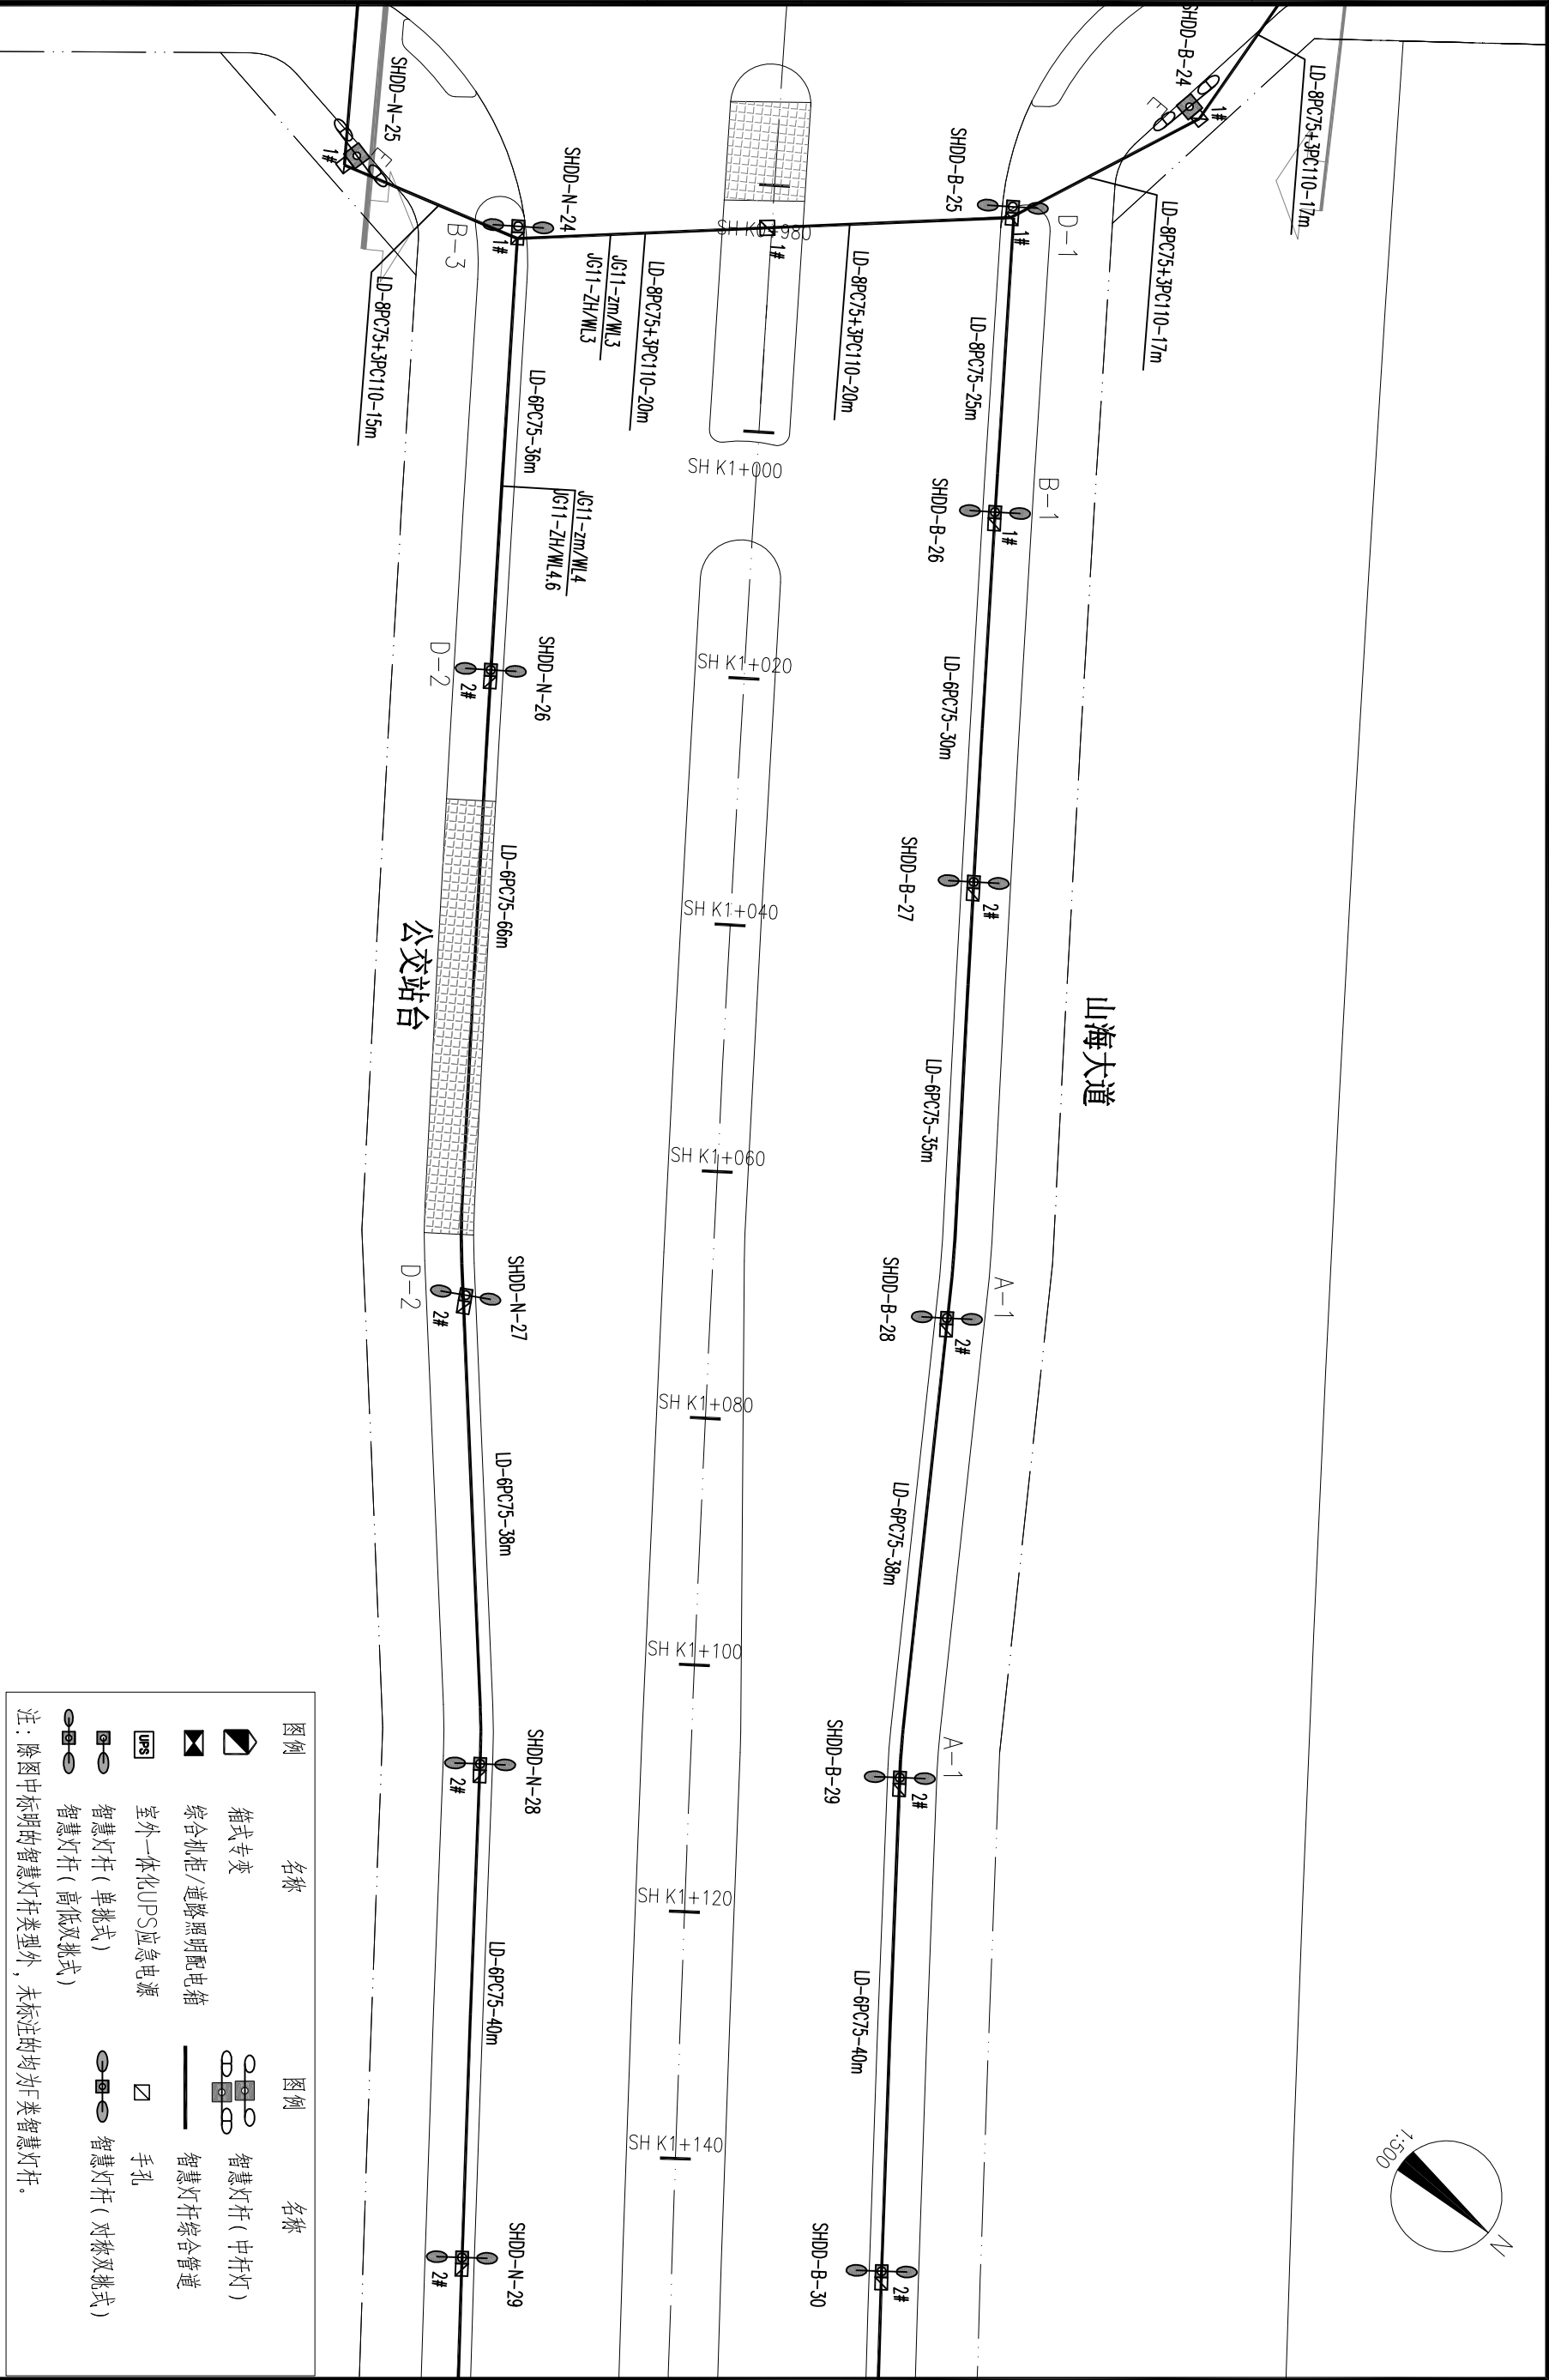 SHDD-B-24
1#
LD-8PC75+3PC110-17m
F
SHDD-N-25
1#
F
SHDD-N-24
1#
B-3
SHDD-B-25
1#
D-1
LD-8PC75+3PC110-17m
1#
LD-8PC75+3PC110-20m
LD-8PC75+3PC110-20m
JG11-zm/WL3
JG11-ZH/WL3
LD-8PC75+3PC110-15m
LD-8PC75-25m
LD-6PC75-36m
SH K1+000
JG11-zm/WL4
JG11-ZH/WL4.6
B-1
1#
SHDD-B-26
SHDD-N-26
D-2
2#
SH K1+020
LD-6PC75-30m
SHDD-B-27
2#
LD-6PC75-66m
SH K1+040
公交站台
山海大道
LD-6PC75-35m
SH K1+060
SHDD-N-27
D-2
2#
SHDD-B-28
A-1
2#
SH K1+080
LD-6PC75-38m
LD-6PC75-38m
SH K1+100
SHDD-N-28
2#
SHDD-B-29
A-1
2#
SH K1+120
LD-6PC75-40m
LD-6PC75-40m
SH K1+140
SHDD-N-29
2#
SHDD-B-30
2#
1:500
N
图例 名称 图例 名称
箱式专变 智慧灯杆(中杆灯)
综合机柜/道路照明配电箱 智慧灯杆综合管道
UPS 室外一体化UPS应急电源 手孔
智慧灯杆(单挑式) 智慧灯杆(对称双挑式)
智慧灯杆(高低双挑式)
注：除图中标明的智慧灯杆类型外，未标注的均为F类智慧灯杆。